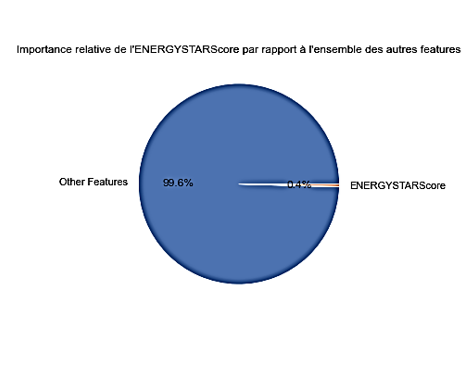 Importance relative de l'ENERGYSTARScore par rapport à l'ensemble des autres features
Other Features
99.6%
0.4%
ENERGYSTARScore